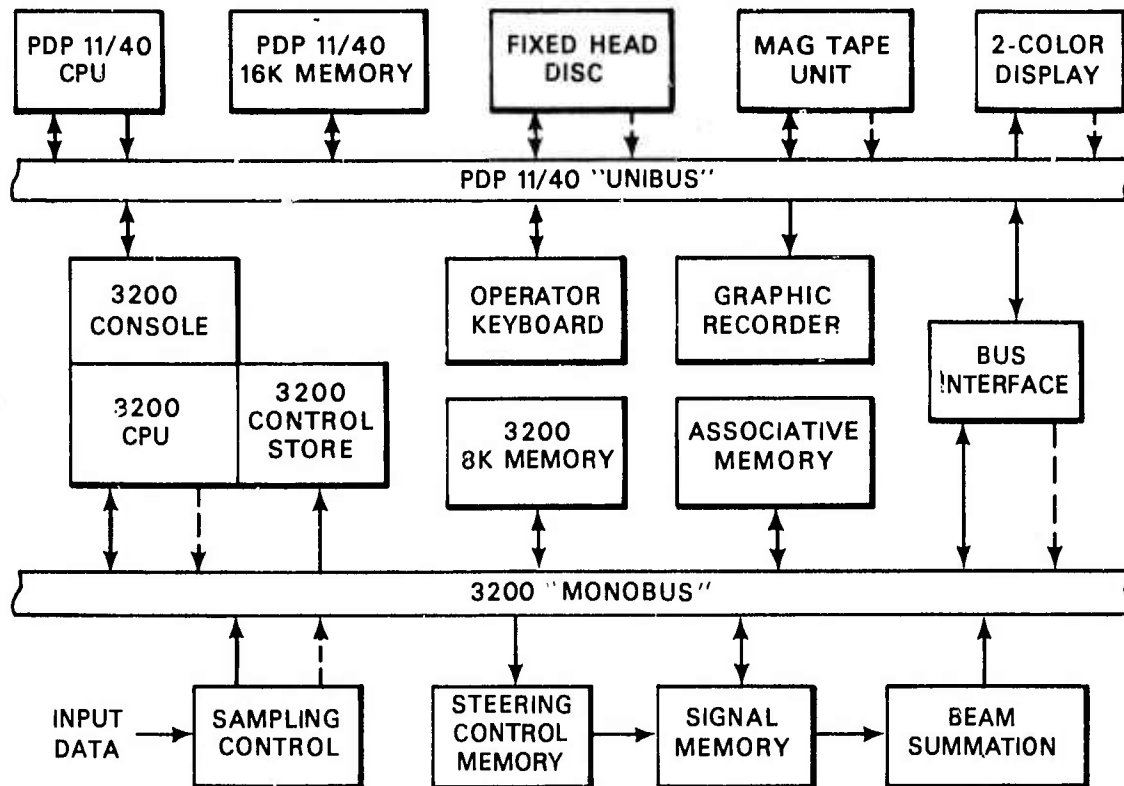 PDP 11/40
CPU
PDP 11/40
16K MEMORY
FIXED HEAD
DISC
MAG TAPE
UNIT
2-COLOR
DISPLAY
PDP 11/40 "UNIBUS"
3200
CONSOLE
OPERATOR
KEYBOARD
GRAPHIC
RECORDER
BUS
INTERFACE
3200
CPU
3200
CONTROL
STORE
3200
8K MEMORY
ASSOCIATIVE
MEMORY
3200 "MONOBUS"
INPUT
DATA
SAMPLING
CONTROL
STEERING
CONTROL
MEMORY
SIGNAL
MEMORY
BEAM
SUMMATION